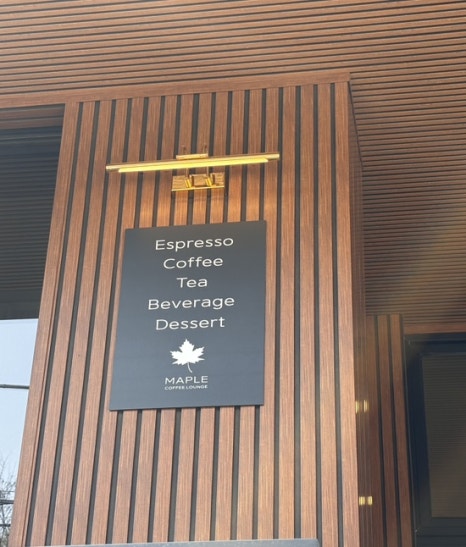 Espresso
Coffee
Tea
Beverage
Dessert
MAPLE
COFFEE LOUNGE